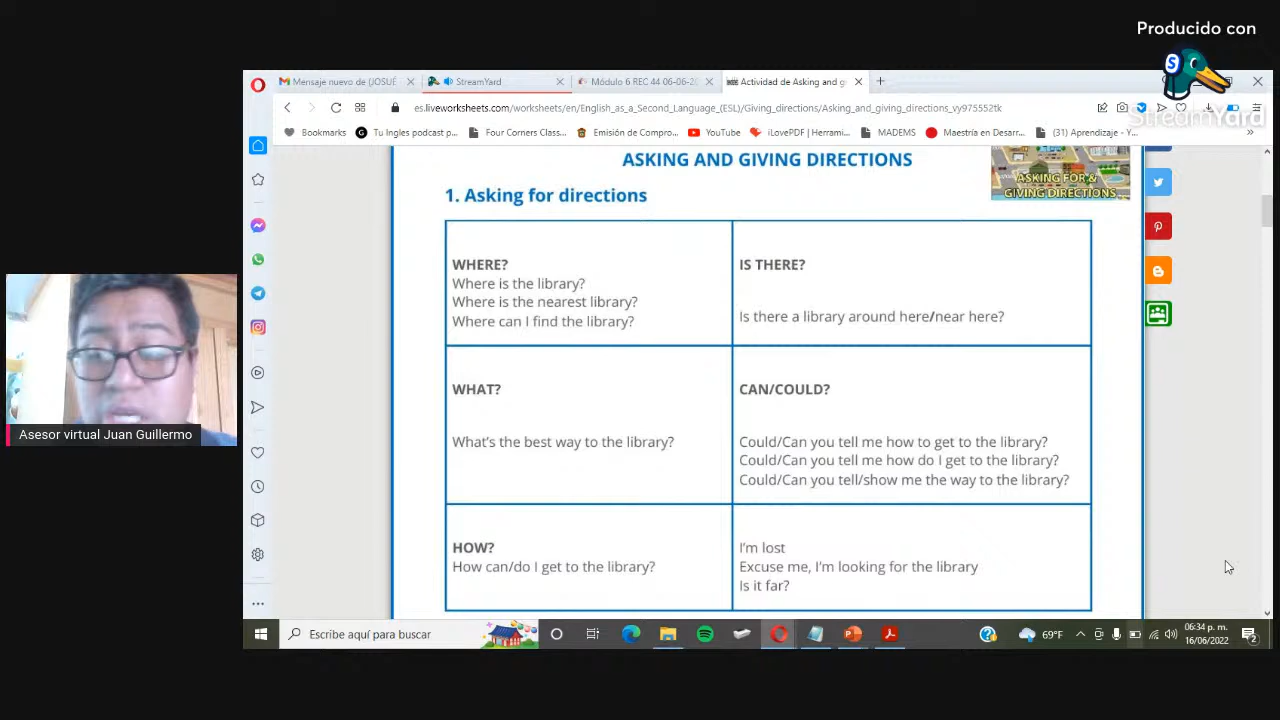 Producido con
StreamYard
Mensaje nuevo de (JOSUÉ
StreamYard
Módulo 6 REC 44 06-06-2
Actividad de Asking and g
es.liveworksheets.com/worksheets/en/English_as_a_Second_Language_(ESL)/Giving_directions/Asking_and_giving_directions_vy975552tk
Bookmarks
Tu Ingles podcast p...
Four Corners Class...
Emisión de Compro...
YouTube
iLovePDF | Herrami...
MADEMS
Maestría en Desarr...
(31) Aprendizaje - Y...
ASKING AND GIVING DIRECTIONS
ASKING FOR &
GIVING DIRECTIONS
1. Asking for directions
WHERE?
Where is the library?
Where is the nearest library?
Where can I find the library?
IS THERE?
Is there a library around here/near here?
WHAT?
What's the best way to the library?
CAN/COULD?
Could/Can you tell me how to get to the library?
Could/Can you tell me how do I get to the library?
Could/Can you tell/show me the way to the library?
HOW?
How can/do I get to the library?
I'm lost
Excuse me, I'm looking for the library
Is it far?
Asesor virtual Juan Guillermo
Escribe aquí para buscar
69°F
06:34 p. m.
16/06/2022
2